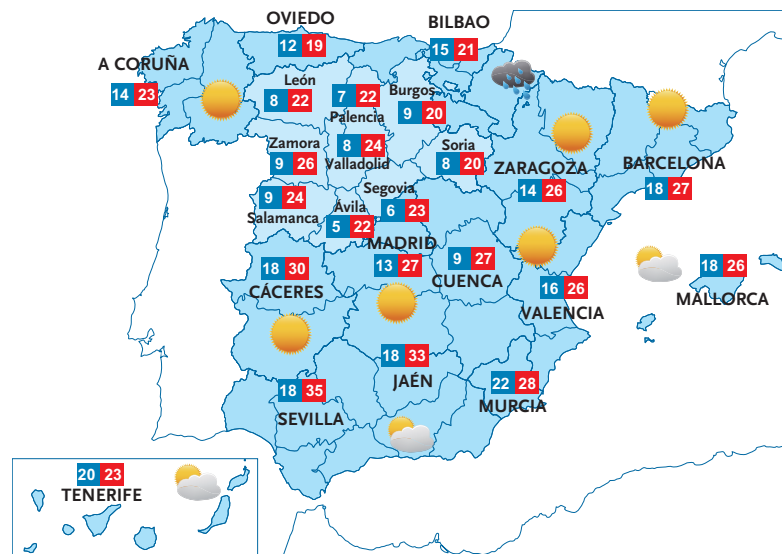 OVIEDO
12 19
BILBAO
15 21
A CORUÑA
14 23
León
8 22
7 22
Palencia
Burgos
9 20
Zamora
9 26
8 24
Valladolid
Soria
8 20
ZARAGOZA
14 26
BARCELONA
18 27
9 24
Salamanca
Segovia
6 23
Ávila
5 22
MADRID
13 27
9 27
CUENCA
18 30
CÁCERES
16 26
VALENCIA
18 26
MALLORCA
18 33
JAÉN
18 35
SEVILLA
22 28
MURCIA
20 23
TENERIFE